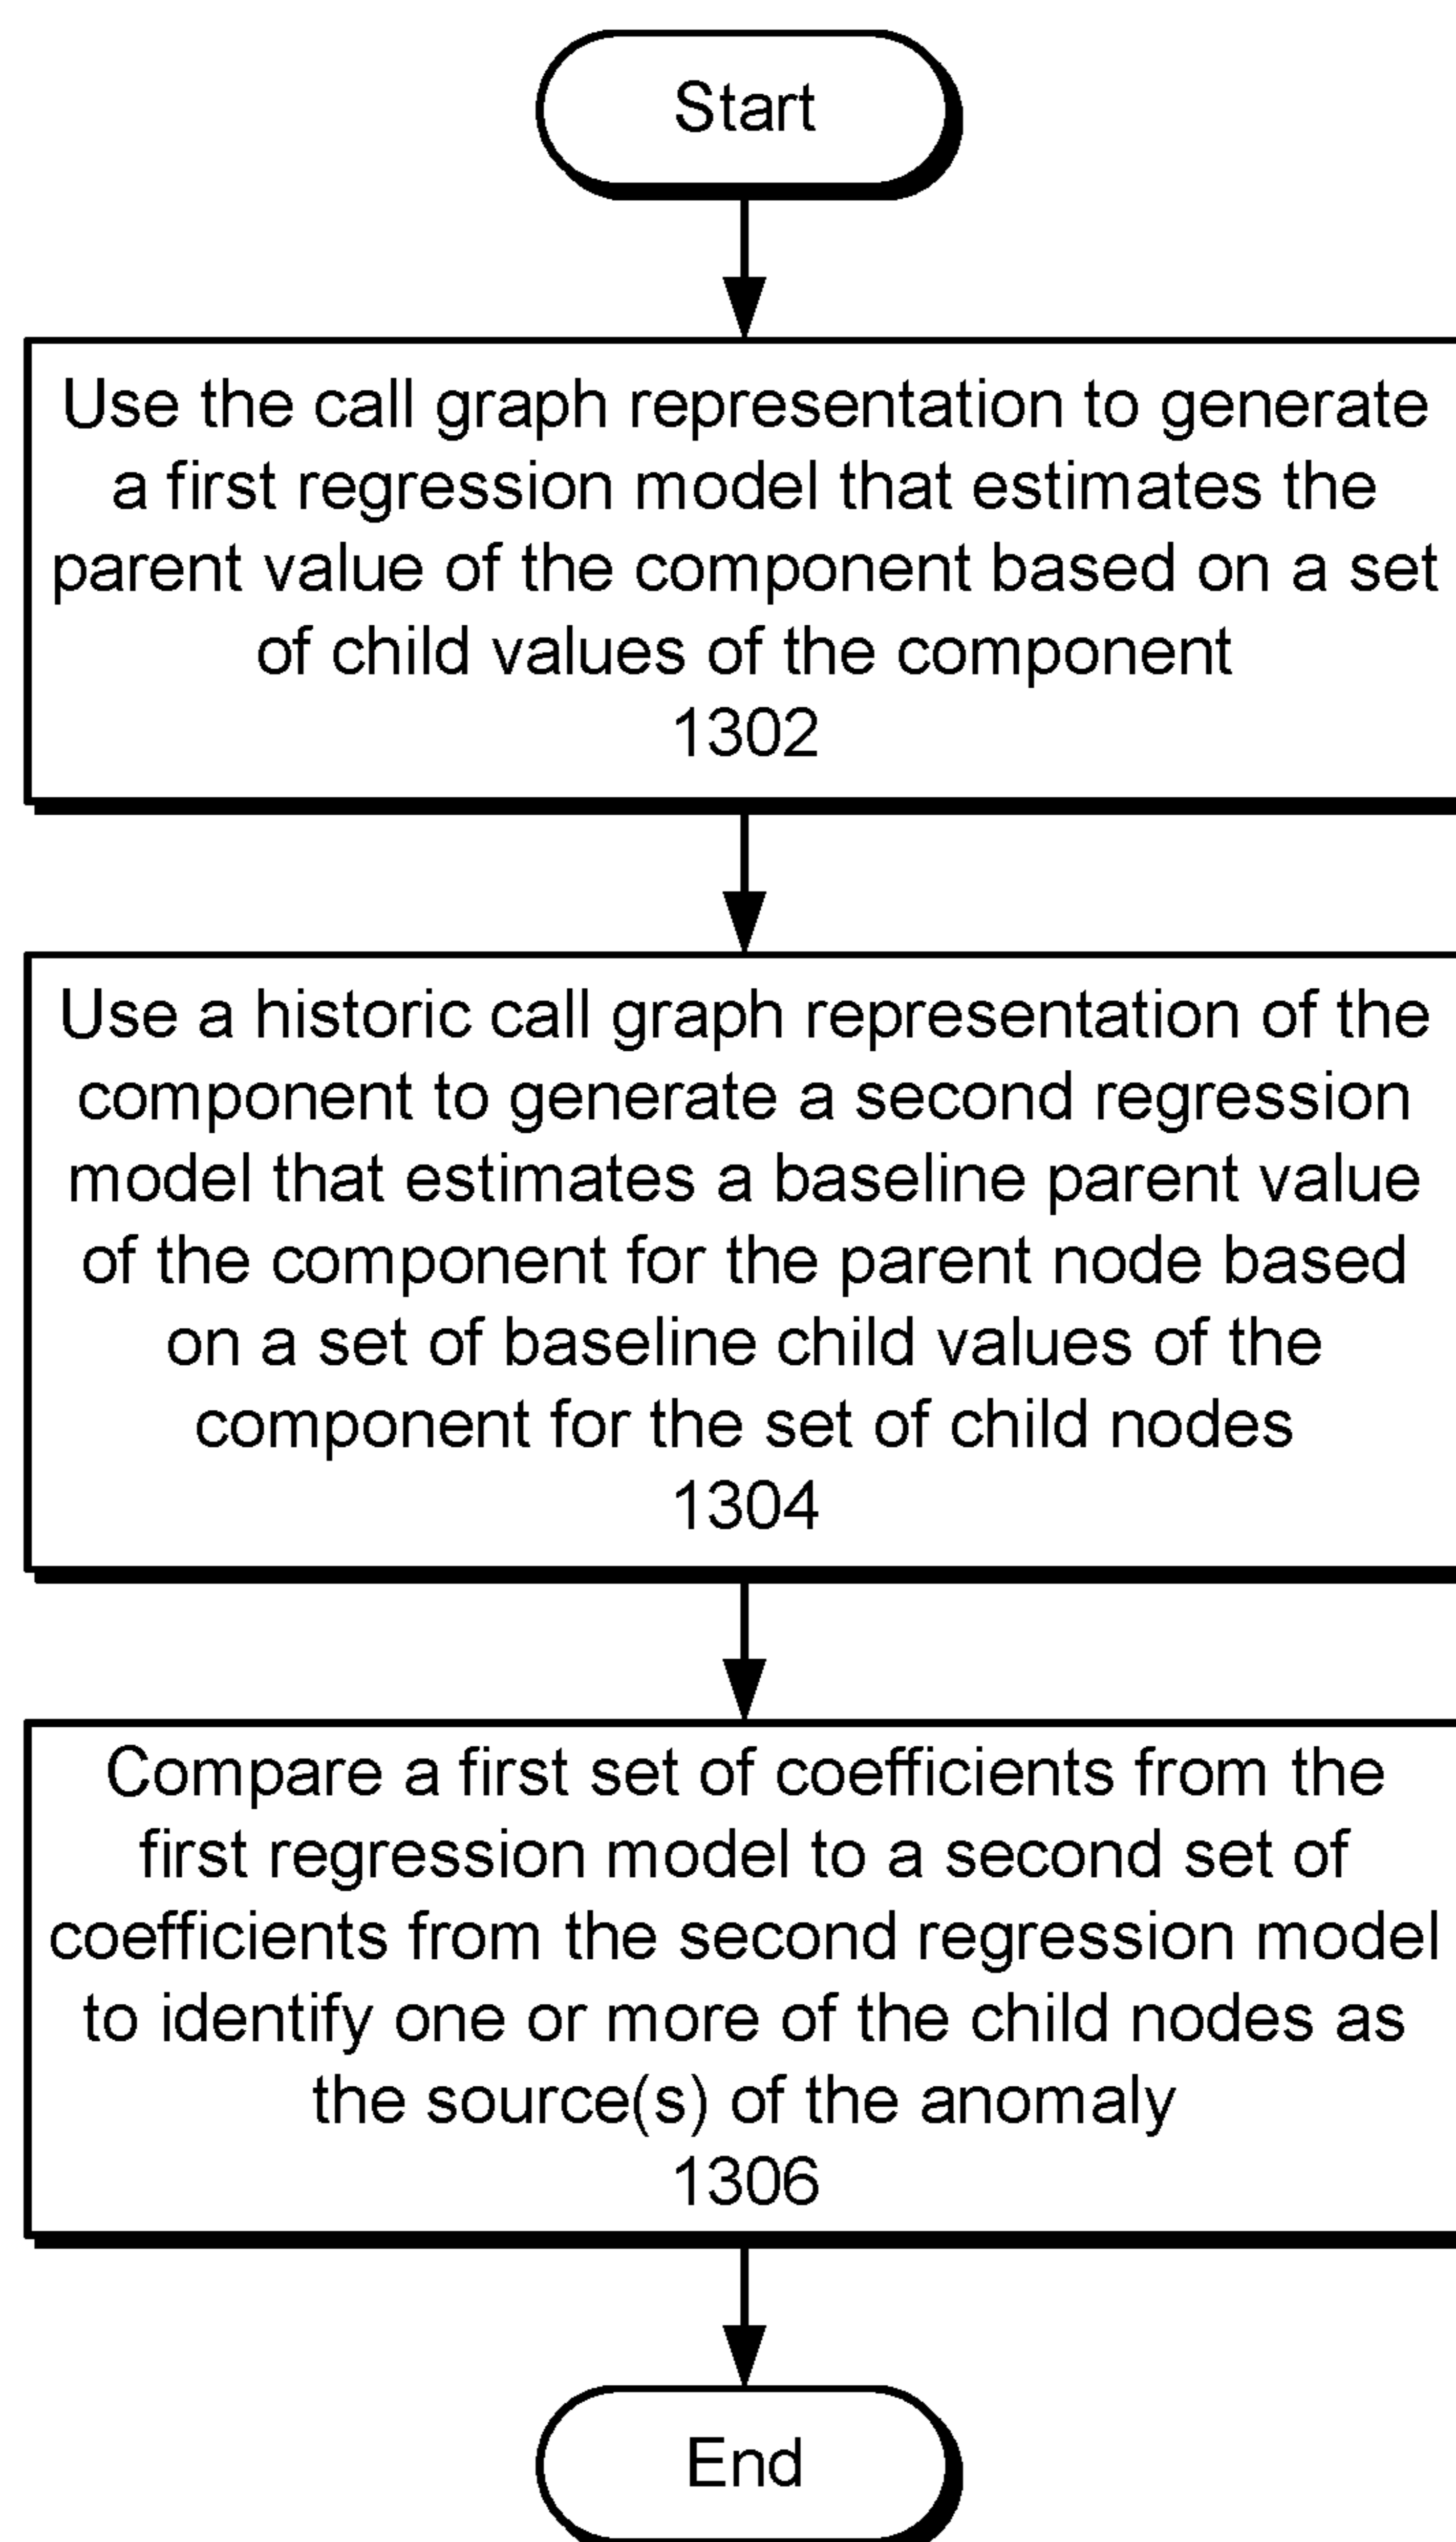 Start
Use the call graph representation to generate
a first regression model that estimates the
parent value of the component based on a set
of child values of the component
1302
Use a historic call graph representation of the
component to generate a second regression
model that estimates a baseline parent value
of the component for the parent node based
on a set of baseline child values of the
component for the set of child nodes
1304
Compare a first set of coefficients from the
first regression model to a second set of
coefficients from the second regression model
to identify one or more of the child nodes as
the source(s) of the anomaly
1306
End